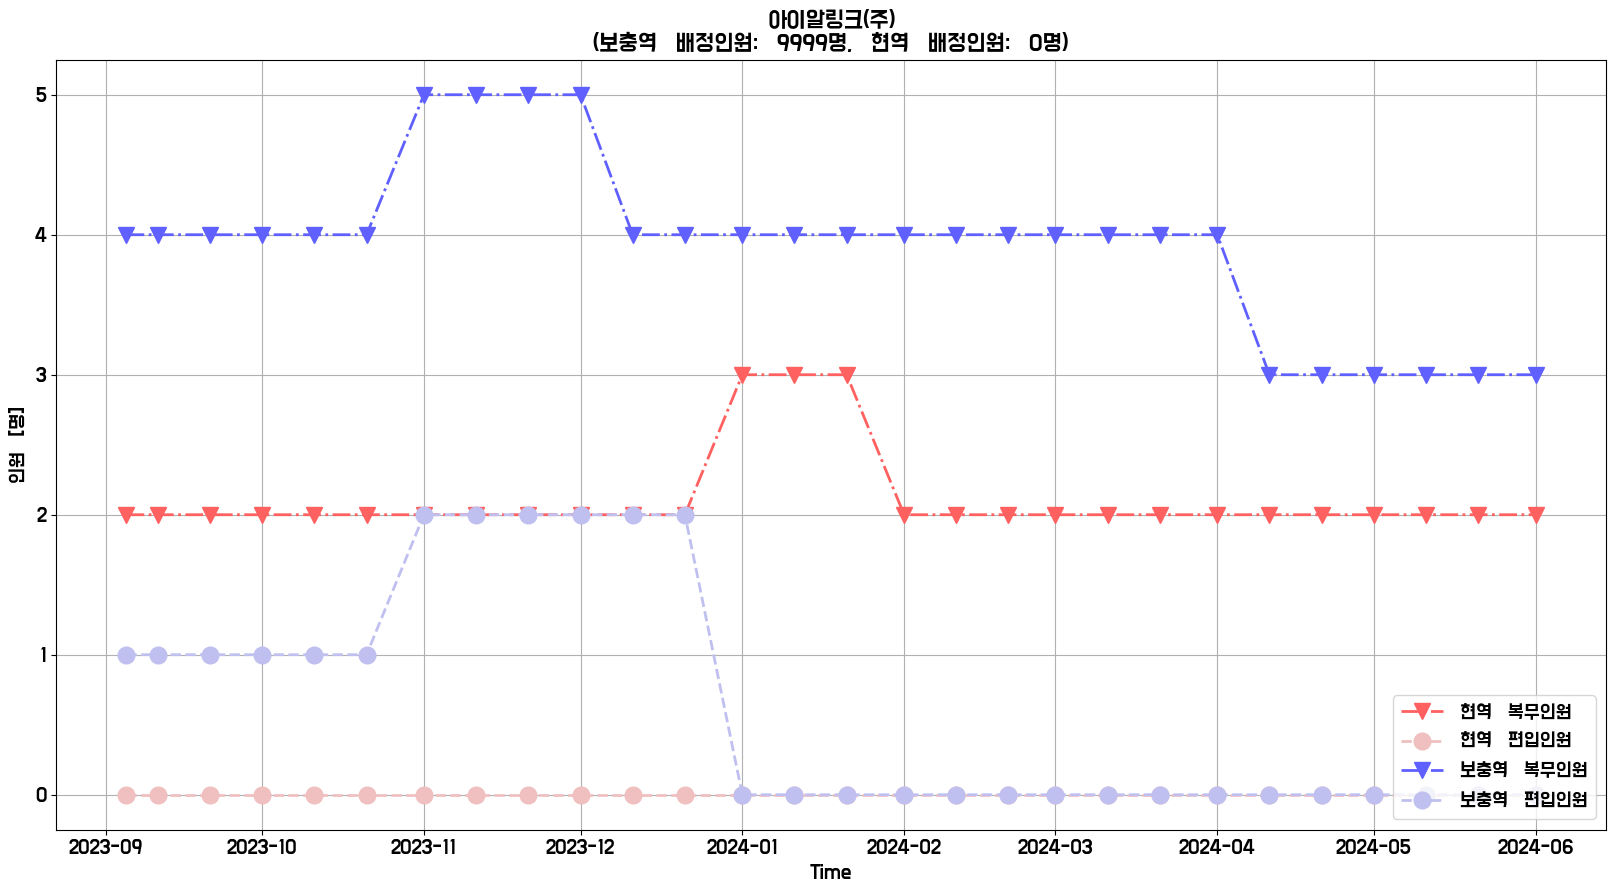 아이알링크(주)
(보충역 배정인원: 9999명, 현역 배정인원: 0명)
인원 [명]
5
4
3
2
1
0
현역 복무인원
현역 편입인원
보충역 복무인원
보충역 편입인원
2023-09 2023-10 2023-11 2023-12 2024-01 2024-02 2024-03 2024-04 2024-05 2024-06
Time